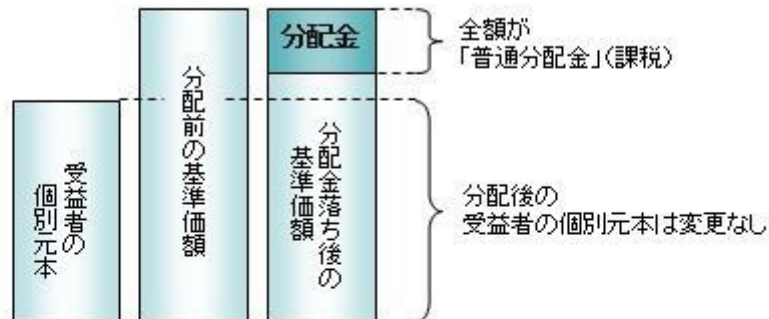 受益者の
個別元本
分配前の基準価額
分配金
分配金落ち後の
基準価額
全額が
「普通分配金」(課税)
分配後の
受益者の個別元本は変更なし